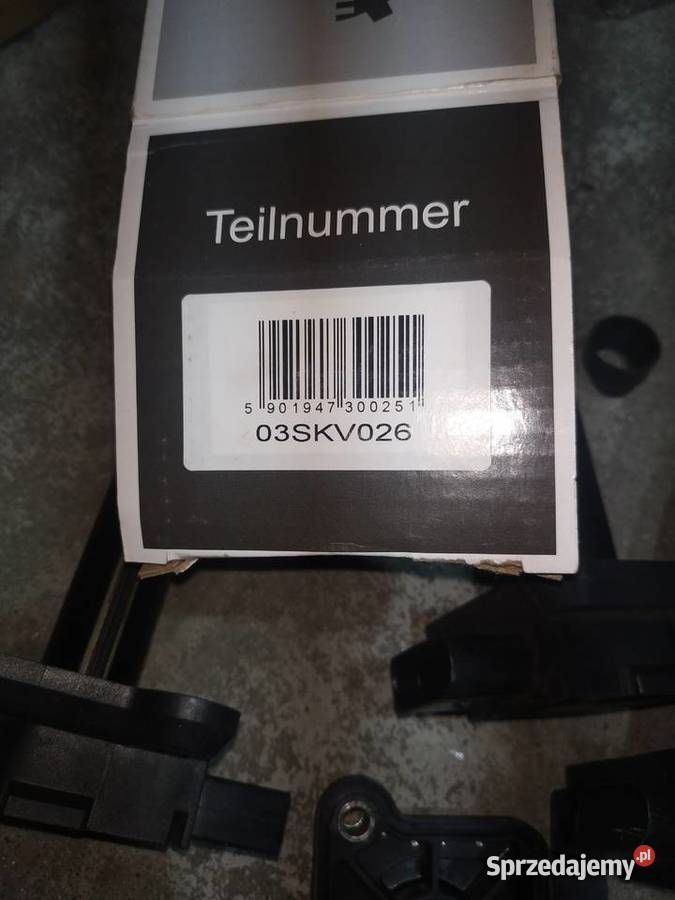 Teilnummer
5 901947 300251
03SKV026
Sprzedajemy.pl